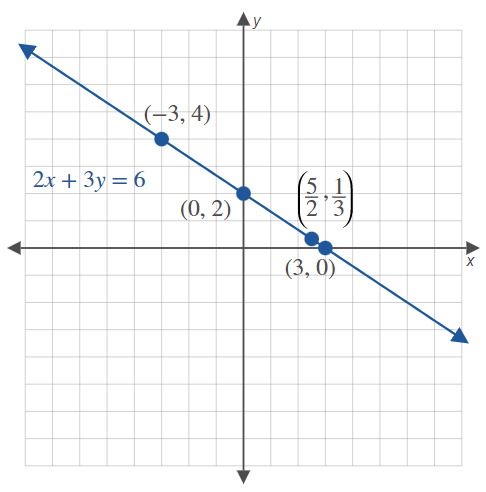 y
(−3, 4)
2x + 3y = 6
(5/2, 1/3)
(0, 2)
(3, 0)
x